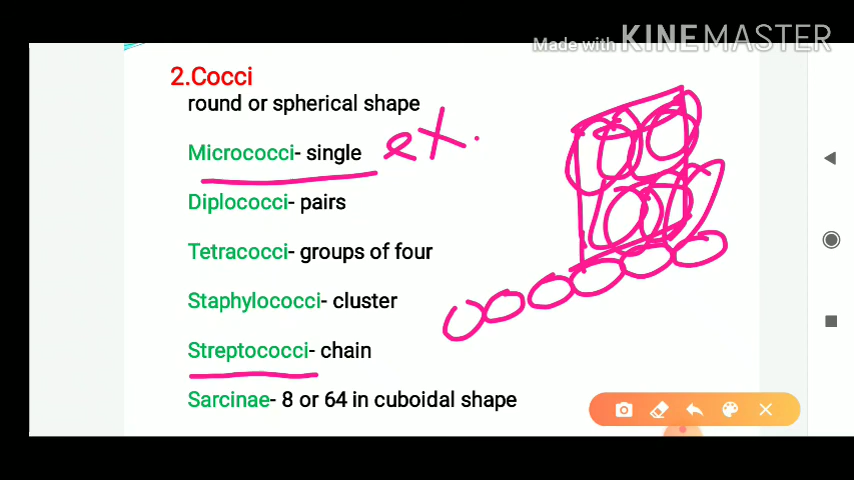 Made with KINEMASTER
2.Cocci
round or spherical shape
Micrococci- single ex.
Diplococci- pairs
Tetracocci- groups of four
Staphylococci- cluster
Streptococci- chain
Sarcinae- 8 or 64 in cuboidal shape